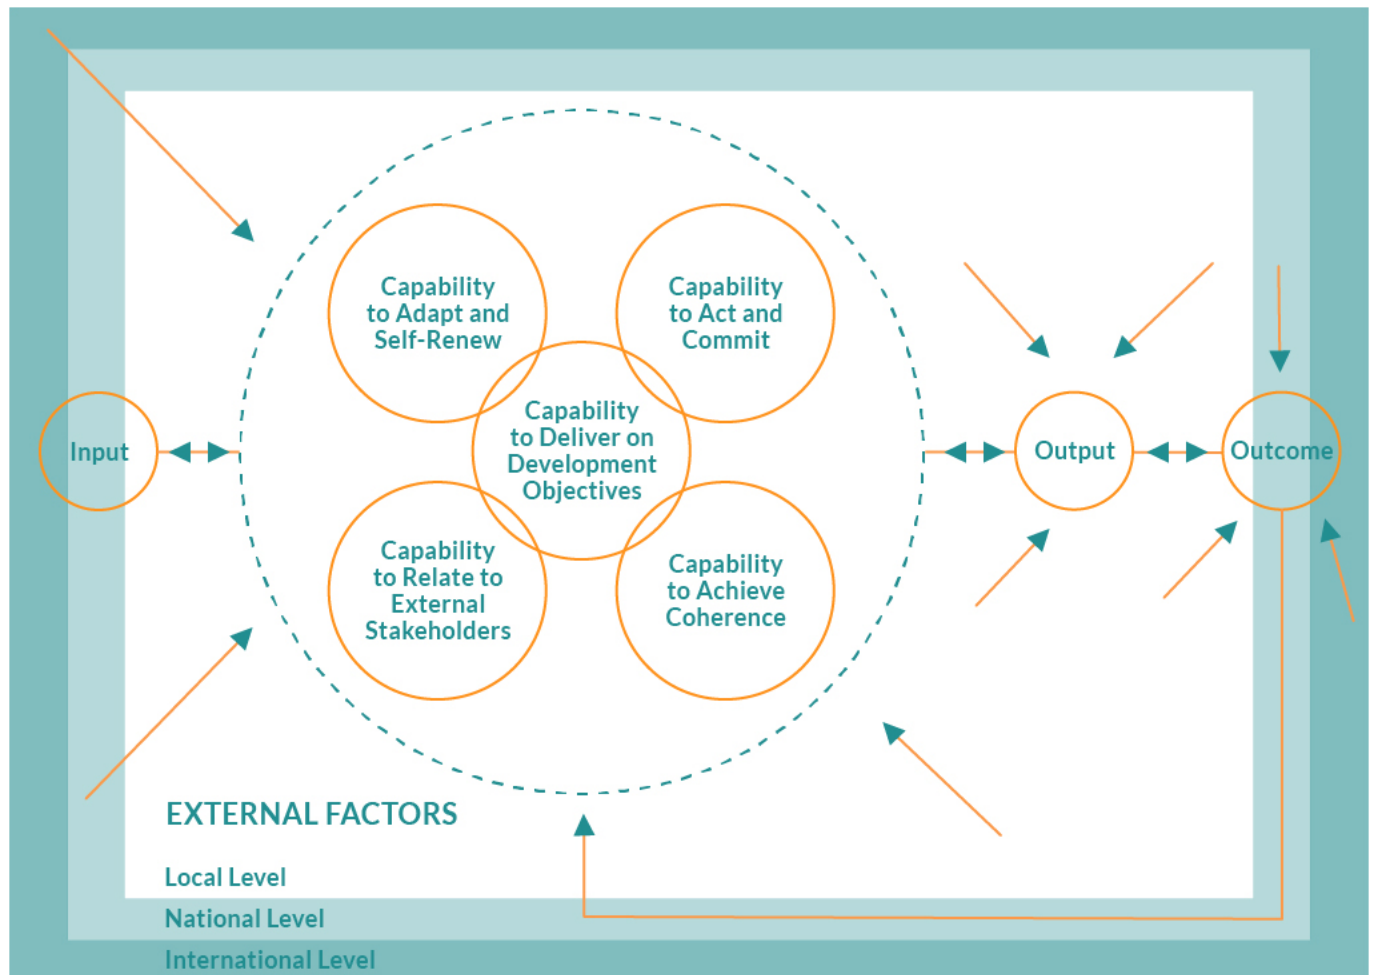 Capability
to Adapt and
Self-Renew
Capability
to Act and
Commit
Capability
to Deliver on
Development
Objectives
Input
Output
Outcome
Capability
to Relate to
External
Stakeholders
Capability
to Achieve
Coherence
EXTERNAL FACTORS
Local Level
National Level
International Level